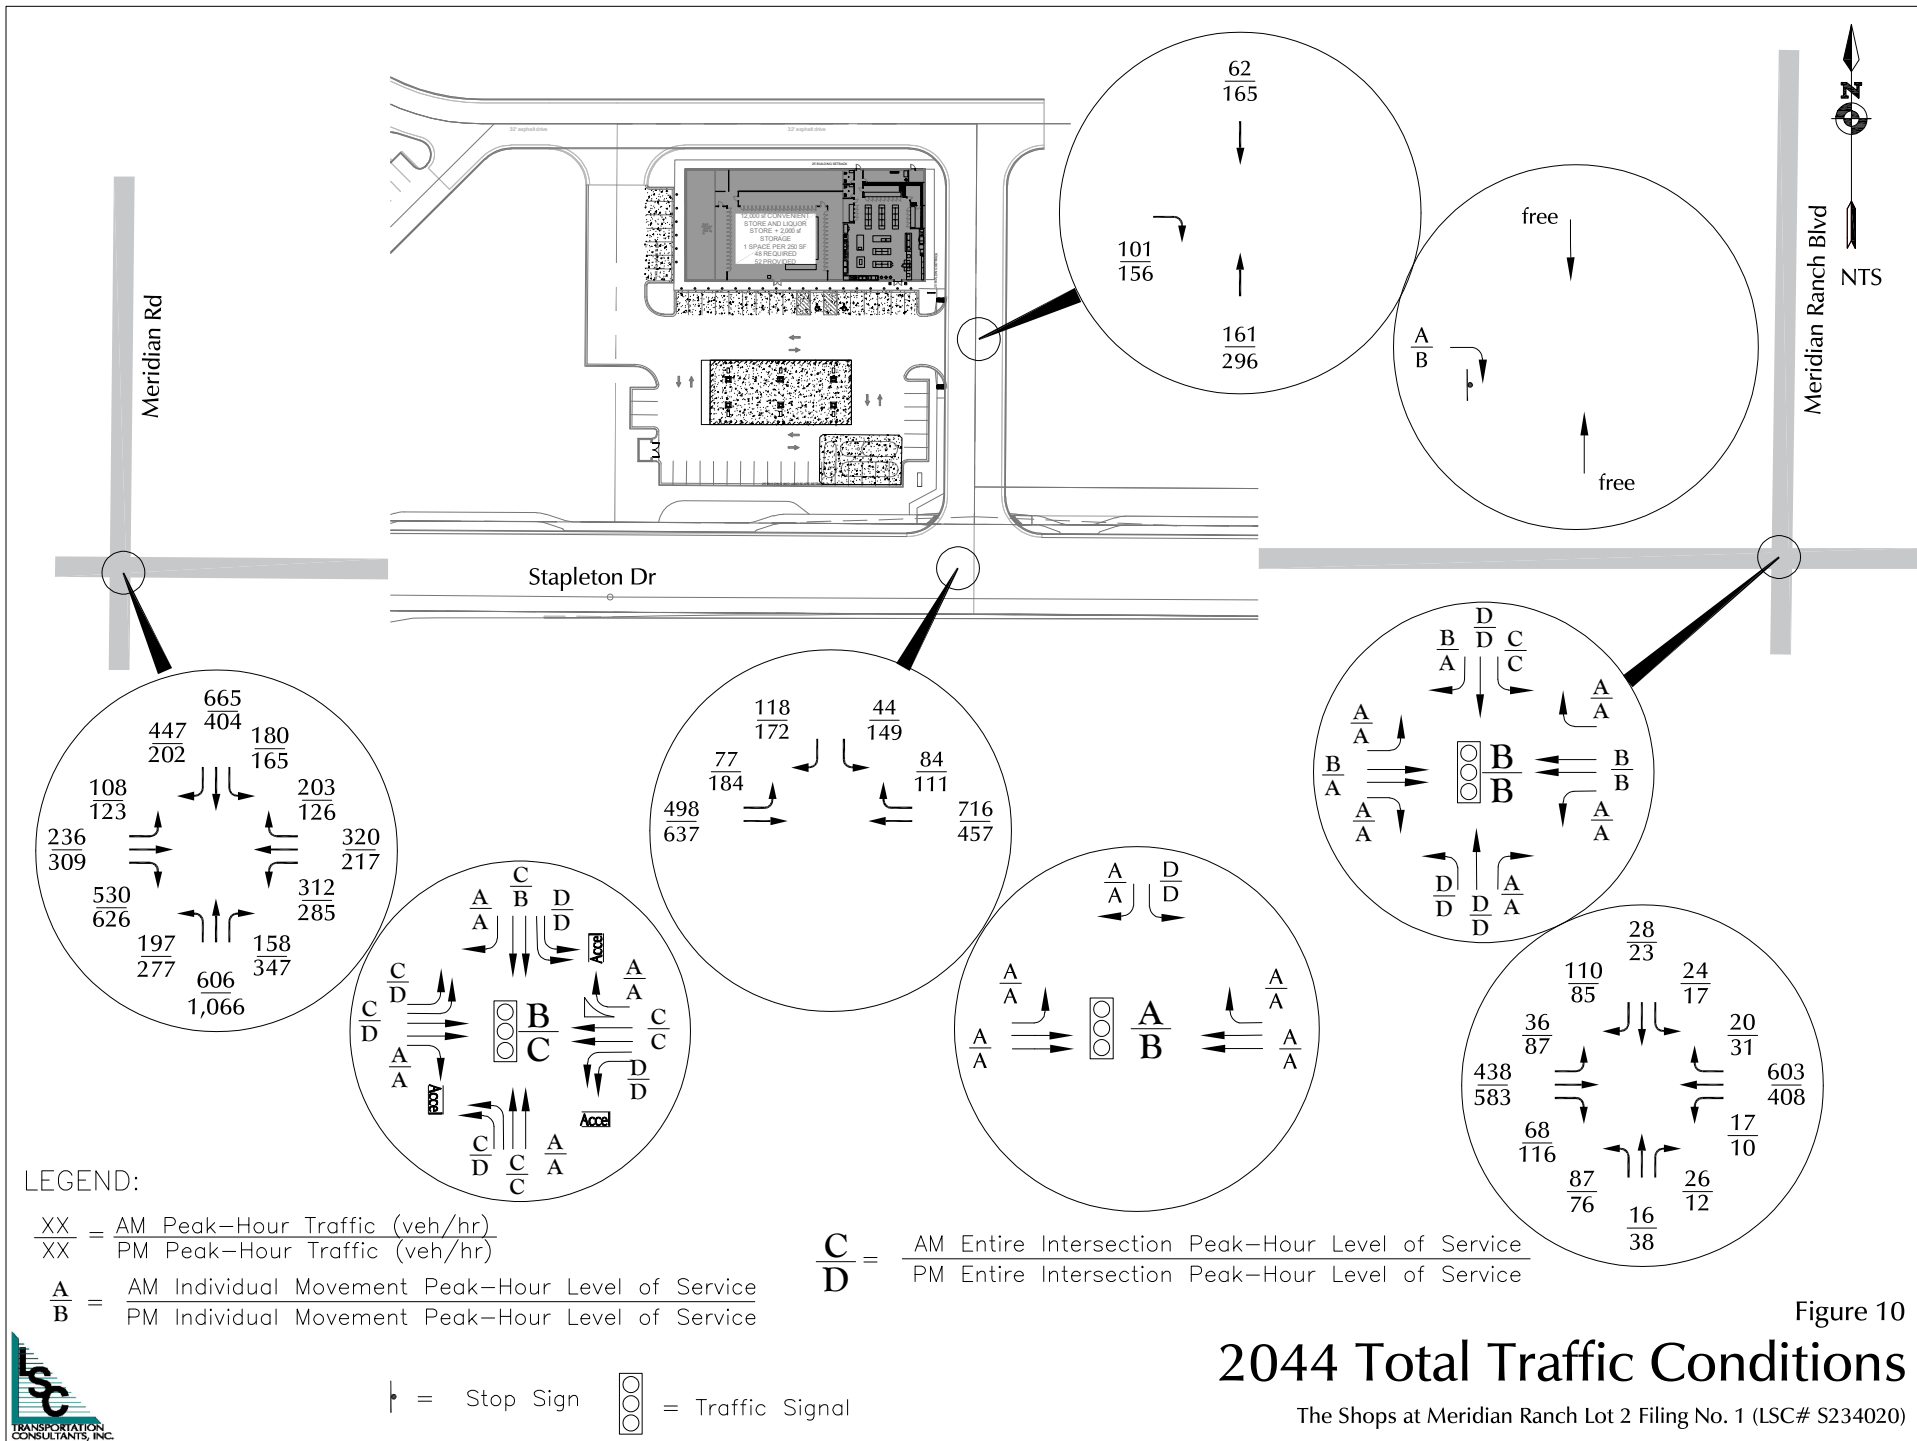 62
165
101
156
161
296
free
A
B
free
N
NTS
Meridian Rd
Meridian Ranch Blvd
32' asphalt drive
32' asphalt drive
12,000 sf CONVENIENT
STORE AND LIQUOR
STORE + 2,000 sf
STORAGE
1 SPACE PER 250 SF
48 REQUIRED
52 PROVIDED
Stapleton Dr
665
404
447
202
180
165
108
123
203
126
236
309
320
217
530
626
312
285
197
277
158
347
606
1,066
C
B
A
A
D
D
Accel
C
D
A
A
C
D
B
C
C
C
A
A
D
D
Accel
Accel
C
D
C
C
A
A
118
172
44
149
77
184
84
111
498
637
716
457
A
A
D
D
A
A
A
A
A
A
A
B
A
A
D
D
B
A
C
C
A
A
A
A
B
A
B
B
B
B
A
A
A
A
D
D
D
D
A
A
28
23
110
85
24
17
36
87
20
31
438
583
603
408
68
116
17
10
87
76
26
12
16
38
LEGEND:
XX = AM Peak-Hour Traffic (veh/hr)
XX PM Peak-Hour Traffic (veh/hr)
A = AM Individual Movement Peak-Hour Level of Service
B PM Individual Movement Peak-Hour Level of Service
C = AM Entire Intersection Peak-Hour Level of Service
D PM Entire Intersection Peak-Hour Level of Service
= Stop Sign
= Traffic Signal
LSC
TRANSPORTATION
CONSULTANTS, INC.
Figure 10
2044 Total Traffic Conditions
The Shops at Meridian Ranch Lot 2 Filing No. 1 (LSC# S234020)